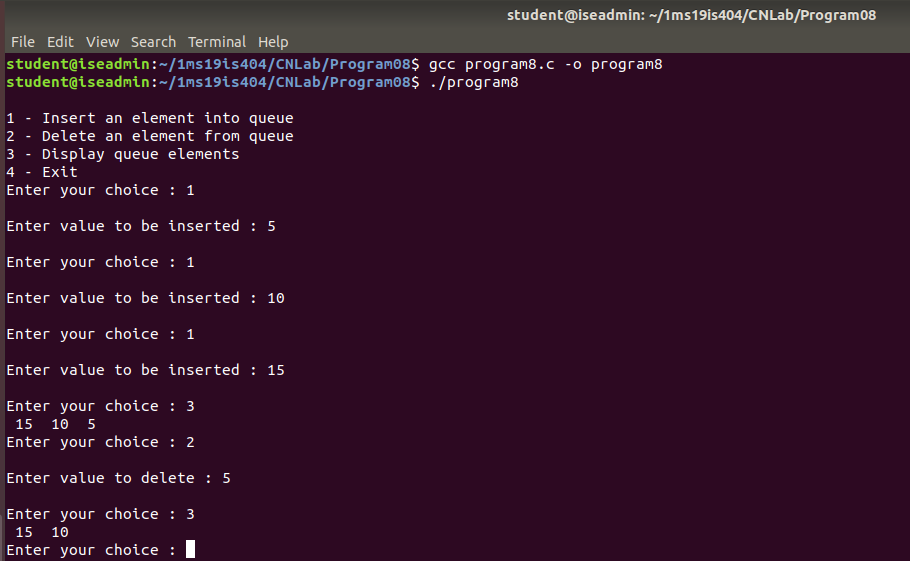 student@iseadmin: ~/1ms19is404/CNLab/Program08
File Edit View Search Terminal Help
student@iseadmin:~/1ms19is404/CNLab/Program08$ gcc program8.c -o program8
student@iseadmin:~/1ms19is404/CNLab/Program08$ ./program8
1 - Insert an element into queue
2 - Delete an element from queue
3 - Display queue elements
4 - Exit
Enter your choice : 1
Enter value to be inserted : 5
Enter your choice : 1
Enter value to be inserted : 10
Enter your choice : 1
Enter value to be inserted : 15
Enter your choice : 3
15 10 5
Enter your choice : 2
Enter value to delete : 5
Enter your choice : 3
15 10
Enter your choice :